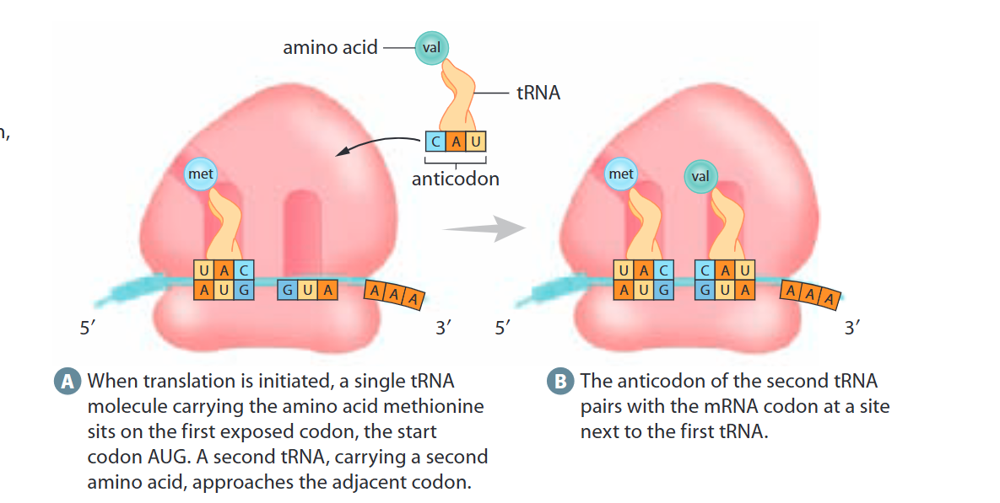 n,
amino acid
val
tRNA
C A U
anticodon
met
U A C
A U G
G U A
A A A
5′
3′
met
val
U A C
C A U
A U G
G U A
A A A
5′
3′
A When translation is initiated, a single tRNA
molecule carrying the amino acid methionine
sits on the first exposed codon, the start
codon AUG. A second tRNA, carrying a second
amino acid, approaches the adjacent codon.
B The anticodon of the second tRNA
pairs with the mRNA codon at a site
next to the first tRNA.